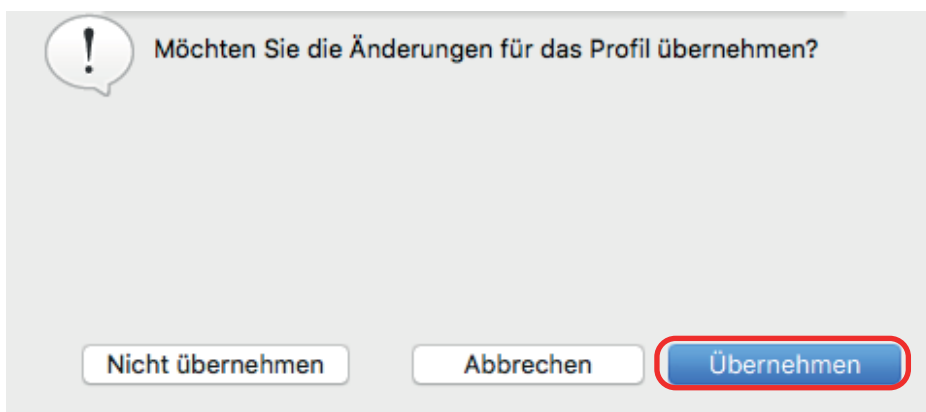 Möchten Sie die Änderungen für das Profil übernehmen?
Nicht übernehmen Abbrechen Übernehmen